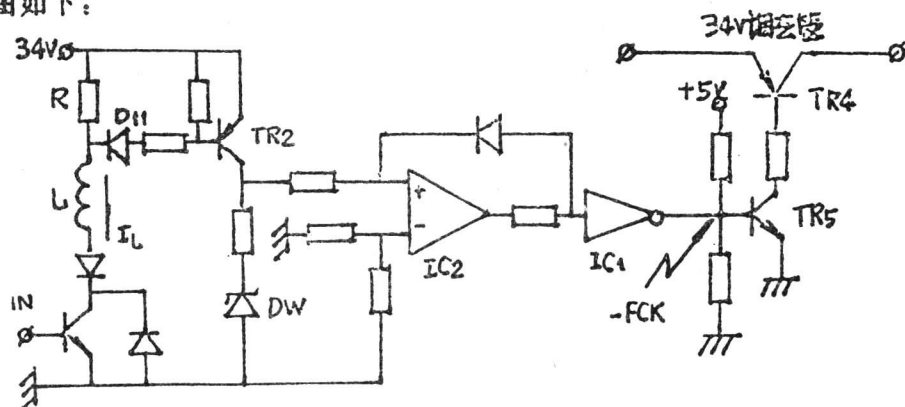 图如下：
34V调压管
34V
+5V
R
D11
TR4
TR2
L
+
-
TR5
IL
IC2
IC1
IN
DW
-FCK